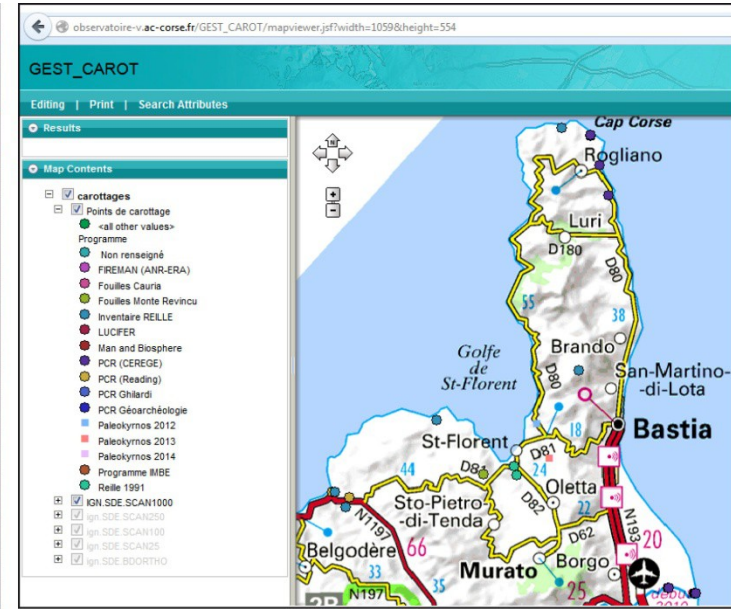 observatoire-v.ac-corse.fr/GEST_CAROT/mapviewer.jsf?width=1059&height=554
GEST_CAROT
Editing | Print | Search Attributes
Results
Map Contents
carottages
Points de carottage
<all other values>
Programme
Non renseigné
FIREMAN (ANR-ERA)
Fouilles Cauria
Fouilles Monte Revincu
Inventaire REILLE
LUCIFER
Man and Biosphere
PCR (CEREGE)
PCR (Reading)
PCR Ghilardi
PCR Géoarchéologie
Paleokyrnos 2012
Paleokyrnos 2013
Paleokyrnos 2014
Programme IMBE
Reille 1991
IGN.SDE.SCAN1000
ign.SDE.SCAN250
ign.SDE.SCAN100
ign.SDE.SCAN25
ign.SDE.BDORTHO
N
Cap Corse
Rogliano
Luri
D180
D80
55
38
Golfe
de
St-Florent
Brando
D80
San-Martino-
-di-Lota
18
Bastia
St-Florent
D81
44
D81
24
Oletta
Sto-Pietro-
-di-Tenda
D82
22
N193
N1197
66
D62
20
Belgodère
33
35
Murato
Borgo
N197
25
2B